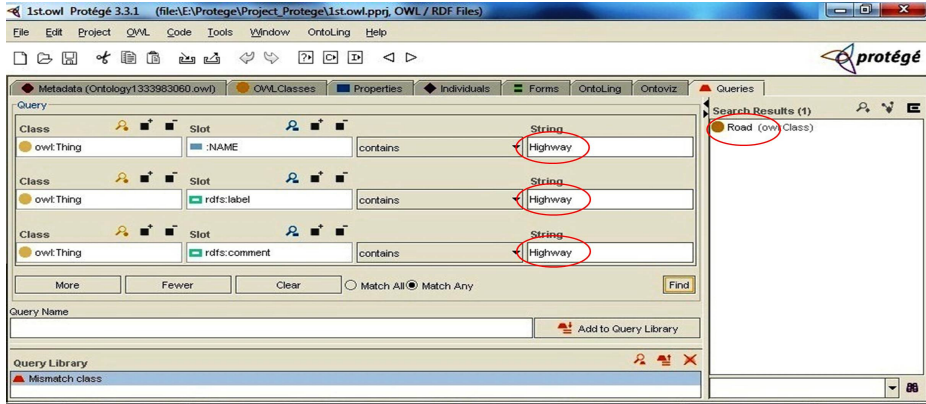 1st.owl Protégé 3.3.1 (file:\E:\Protege\Project_Protege\1st.owl.pprj, OWL / RDF Files)
File Edit Project OWL Code Tools Window OntoLing Help
protégé
Metadata (Ontology1333983060.owl) OWLClasses Properties Individuals Forms OntoLing Ontoviz Queries
Query
Class Slot String
owl:Thing :NAME contains Highway
Class Slot String
owl:Thing rdfs:label contains Highway
Class Slot String
owl:Thing rdfs:comment contains Highway
More Fewer Clear Match All Match Any Find
Query Name
Add to Query Library
Query Library
Mismatch class
Search Results (1)
Road (owl:Class)